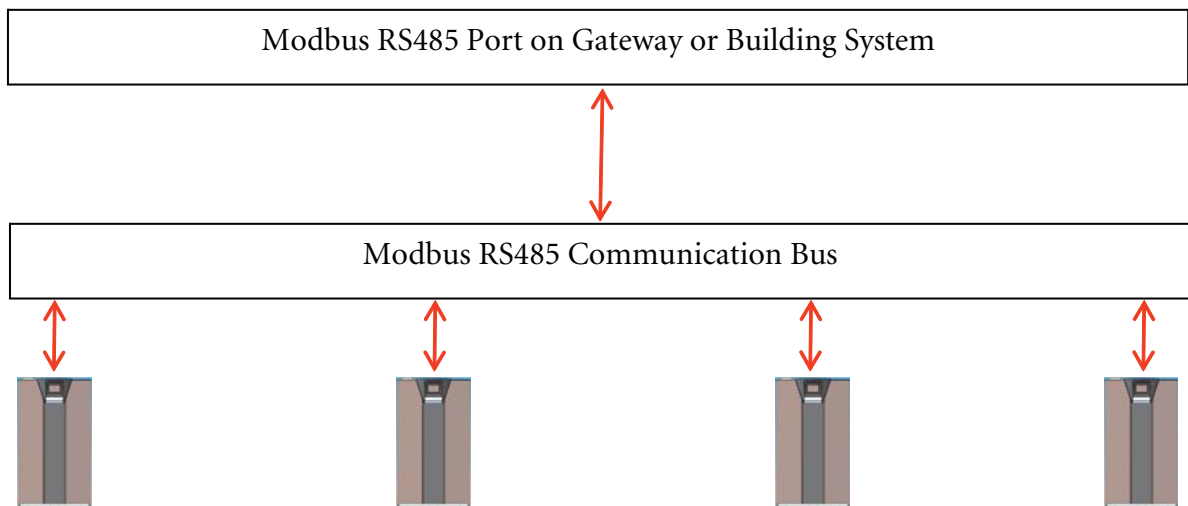 Modbus RS485 Port on Gateway or Building System
Modbus RS485 Communication Bus